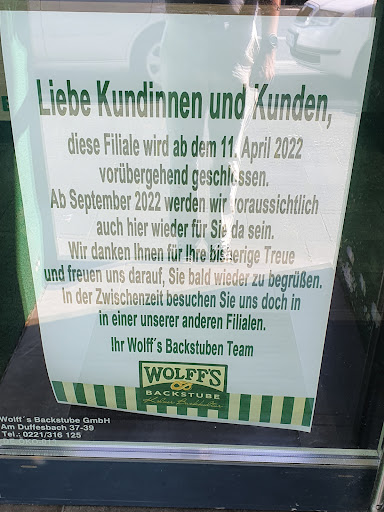 Liebe Kundinnen und Kunden,
diese Filiale wird ab dem 11. April 2022
vorübergehend geschlossen.
Ab September 2022 werden wir voraussichtlich
auch hier wieder für Sie da sein.
Wir danken Ihnen für Ihre bisherige Treue
und freuen uns darauf, Sie bald wieder zu begrüßen.
In der Zwischenzeit besuchen Sie uns doch in
in einer unserer anderen Filialen.
Ihr Wolff´s Backstuben Team
WOLFF'S
BACKSTUBE
Wolff´s Backstube GmbH
Am Duffesbach 37-39
Tel.: 0221/316 125